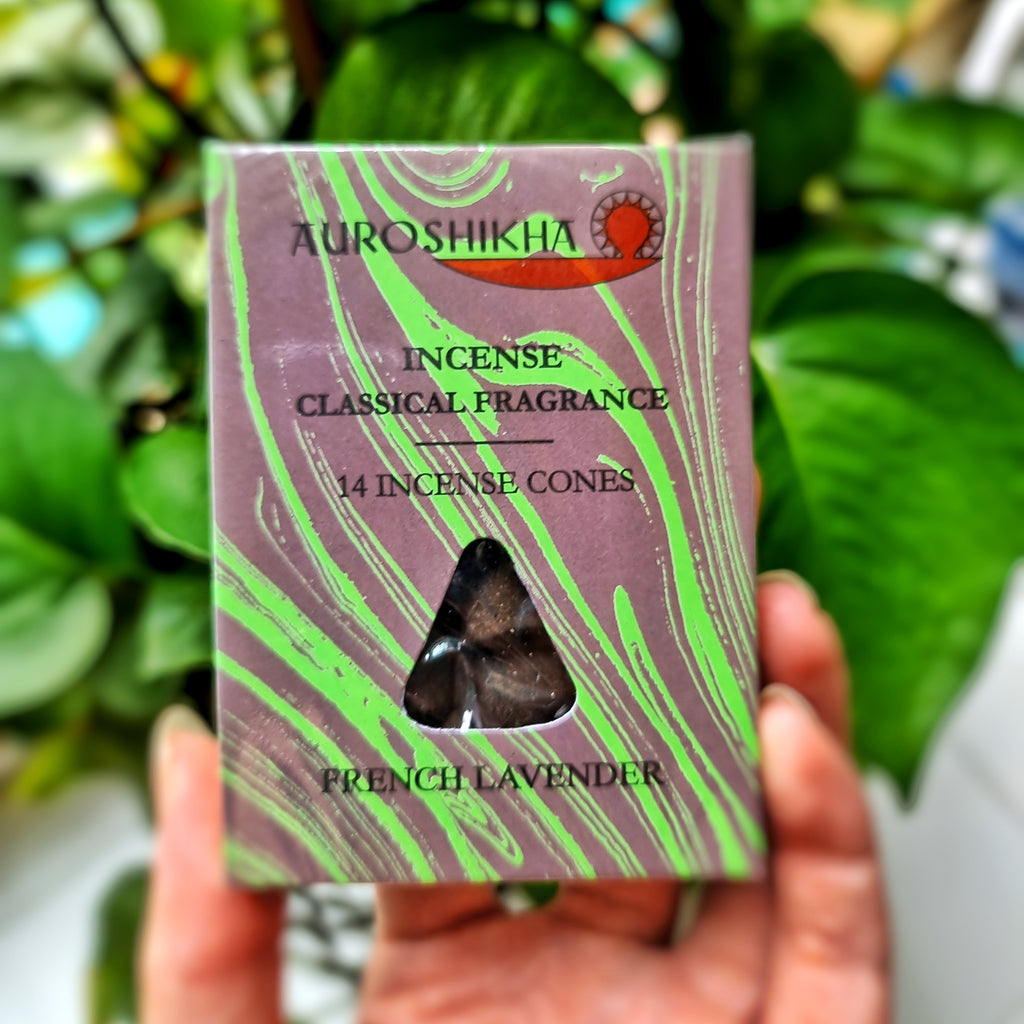 AUROSHIKHA
INCENSE
CLASSICAL FRAGRANCE
14 INCENSE CONES
FRENCH LAVENDER